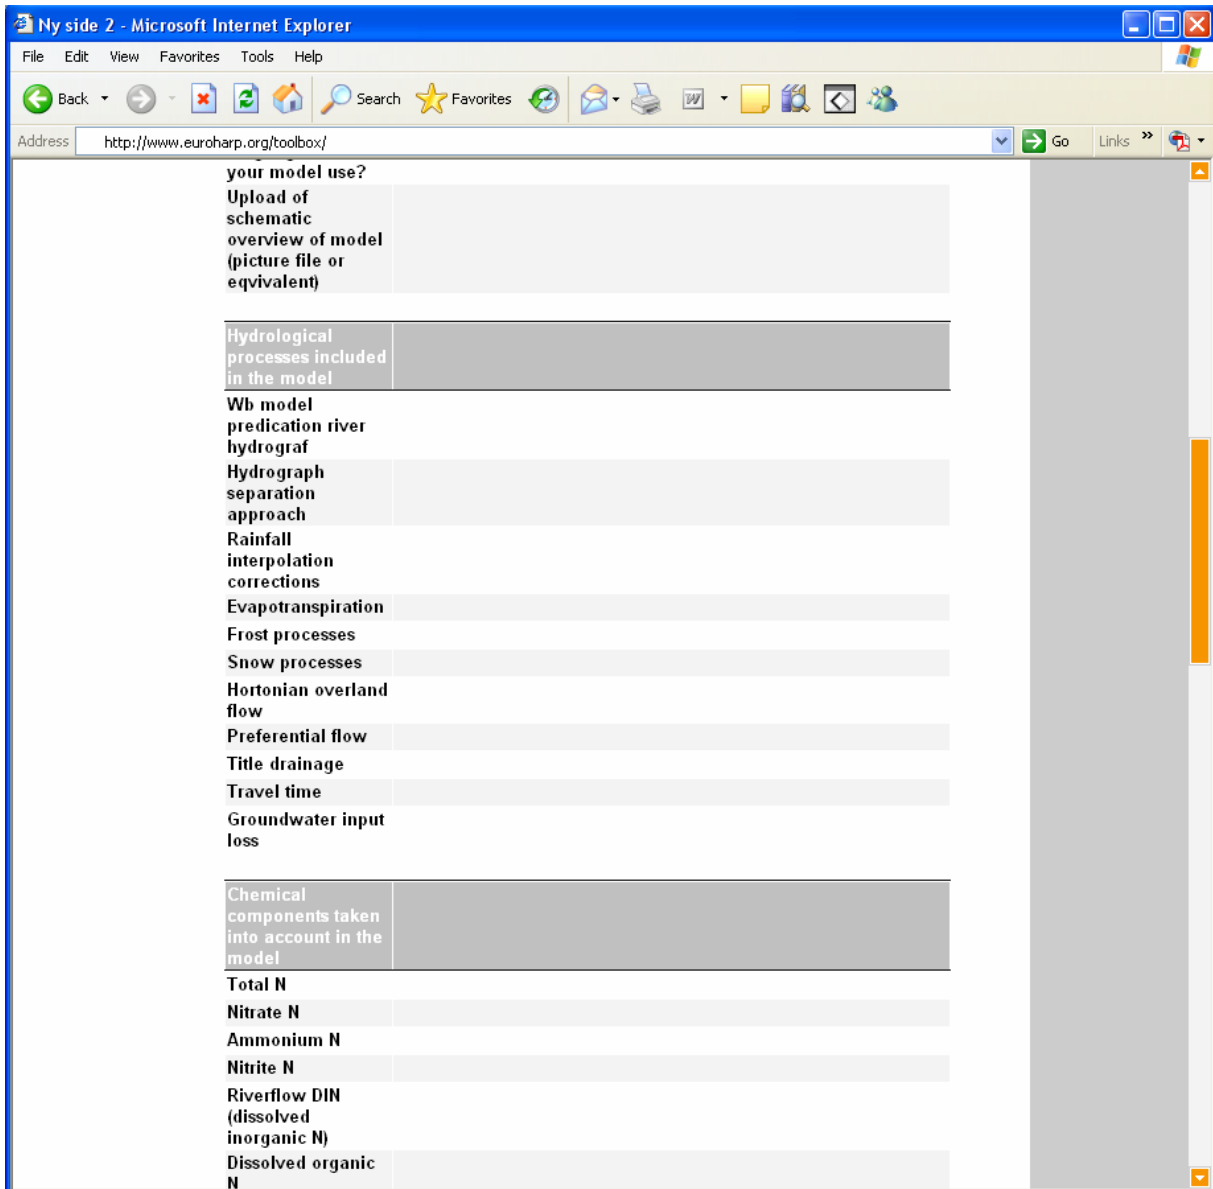 Ny side 2 - Microsoft Internet Explorer
File Edit View Favorites Tools Help
Back Search Favorites
Address http://www.euroharp.org/toolbox/ Go Links »
your model use?
Upload of
schematic
overview of model
(picture file or
eqvivalent)
Hydrological
processes included
in the model
Wb model
predication river
hydrograf
Hydrograph
separation
approach
Rainfall
interpolation
corrections
Evapotranspiration
Frost processes
Snow processes
Hortonian overland
flow
Preferential flow
Title drainage
Travel time
Groundwater input
loss
Chemical
components taken
into account in the
model
Total N
Nitrate N
Ammonium N
Nitrite N
Riverflow DIN
(dissolved
inorganic N)
Dissolved organic
N